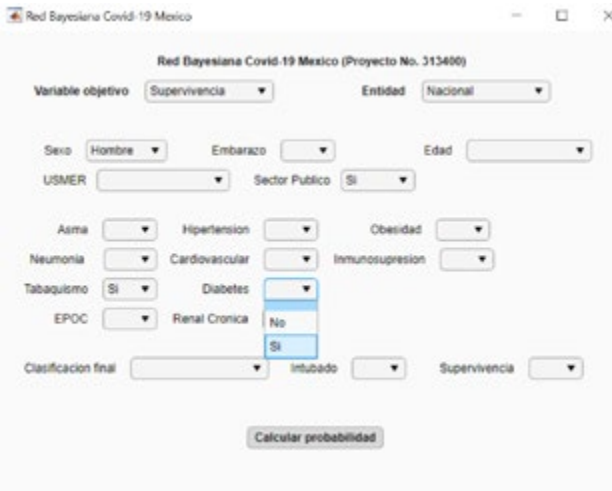 Red Bayesiana Covid-19 Mexico
Red Bayesiana Covid-19 Mexico (Proyecto No. 313400)
Variable objetivo Supervivencia Entidad Nacional
Sexo Hombre Embarazo Edad
USMER Sector Publico Si
Asma Hipertension Obesidad
Neumonia Cardiovascular Inmunosupresion
Tabaquismo Si Diabetes
EPOC Renal Cronica No
Si
Clasificacion final Intubado Supervivencia
Calcular probabilidad